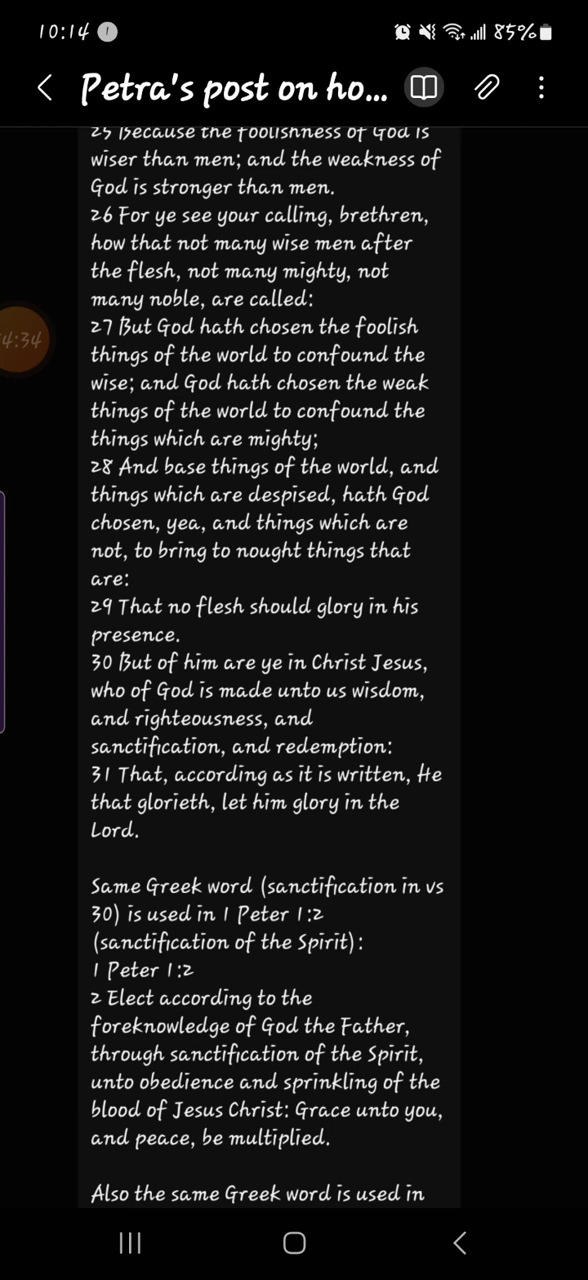 10:14
85%
Petra's post on ho...
25 Because the foolishness of God is
wiser than men; and the weakness of
God is stronger than men.
26 For ye see your calling, brethren,
how that not many wise men after
the flesh, not many mighty, not
many noble, are called:
27 But God hath chosen the foolish
things of the world to confound the
wise; and God hath chosen the weak
things of the world to confound the
things which are mighty;
4:34
28 And base things of the world, and
things which are despised, hath God
chosen, yea, and things which are
not, to bring to nought things that
are:
29 That no flesh should glory in his
presence.
30 But of him are ye in Christ Jesus,
who of God is made unto us wisdom,
and righteousness, and
sanctification, and redemption:
31 That, according as it is written, He
that glorieth, let him glory in the
Lord.
Same Greek word (sanctification in vs
30) is used in 1 Peter 1:2
(sanctification of the Spirit):
1 Peter 1:2
2 Elect according to the
foreknowledge of God the Father,
through sanctification of the Spirit,
unto obedience and sprinkling of the
blood of Jesus Christ: Grace unto you,
and peace, be multiplied.
Also the same Greek word is used in